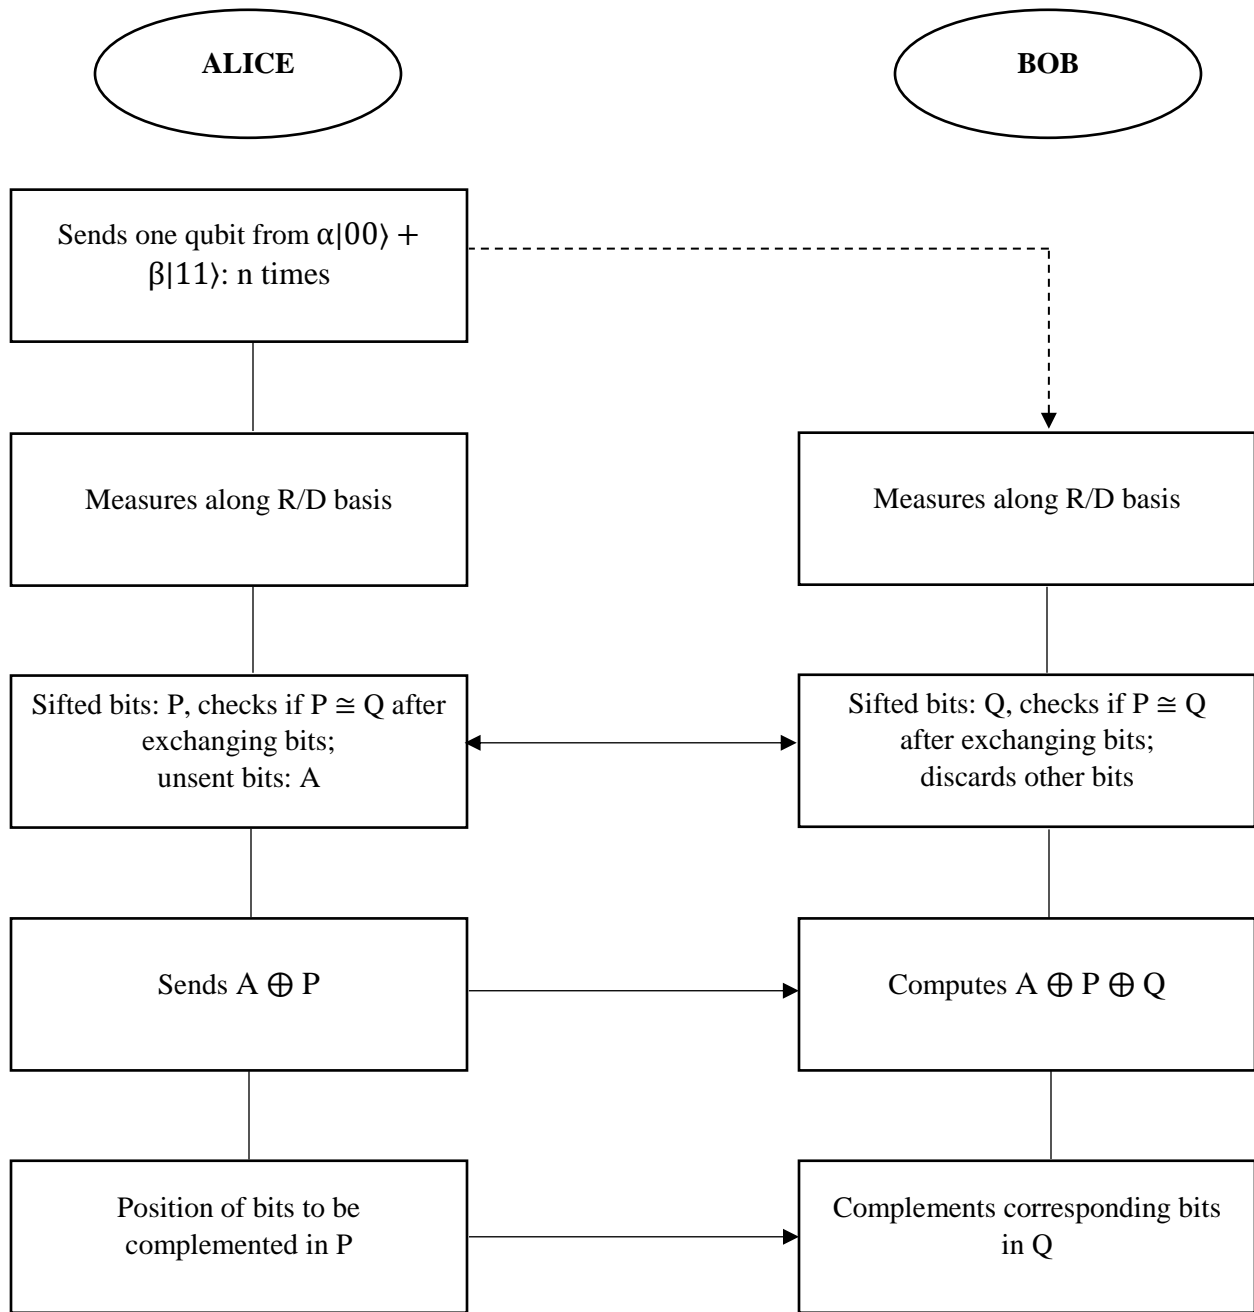 ALICE
BOB
Sends one qubit from α|00⟩ +
β|11⟩: n times
Measures along R/D basis
Measures along R/D basis
Sifted bits: P, checks if P ≅ Q after
exchanging bits;
unsent bits: A
Sifted bits: Q, checks if P ≅ Q
after exchanging bits;
discards other bits
Sends A ⊕ P
Computes A ⊕ P ⊕ Q
Position of bits to be
complemented in P
Complements corresponding bits
in Q